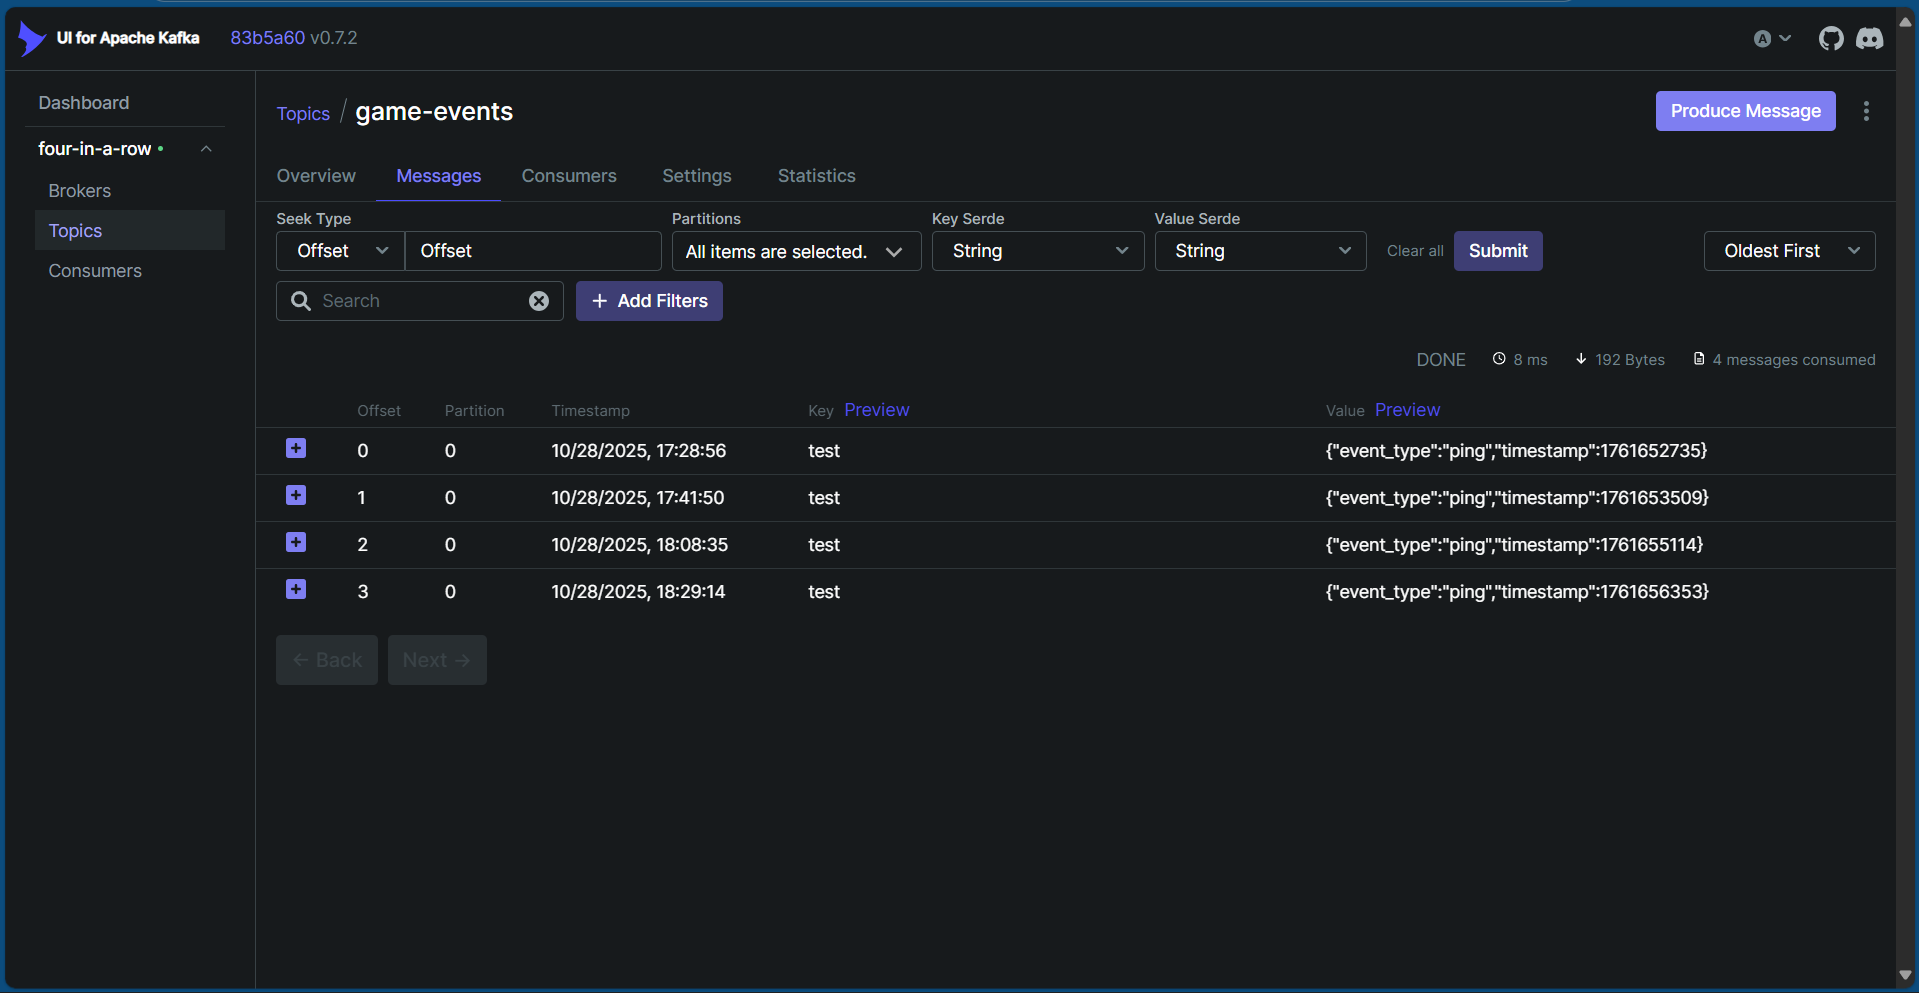 UI for Apache Kafka 83b5a60 v0.7.2 A
Dashboard
four-in-a-row
Brokers
Topics
Consumers
Topics / game-events
Produce Message
Overview Messages Consumers Settings Statistics
Seek Type Partitions Key Serde Value Serde
Offset Offset All items are selected. String String Clear all Submit Oldest First
Search + Add Filters
DONE 8 ms 192 Bytes 4 messages consumed
Offset Partition Timestamp Key Preview Value Preview
0 0 10/28/2025, 17:28:56 test {"event_type":"ping","timestamp":1761652735}
1 0 10/28/2025, 17:41:50 test {"event_type":"ping","timestamp":1761653509}
2 0 10/28/2025, 18:08:35 test {"event_type":"ping","timestamp":1761655114}
3 0 10/28/2025, 18:29:14 test {"event_type":"ping","timestamp":1761656353}
← Back Next →